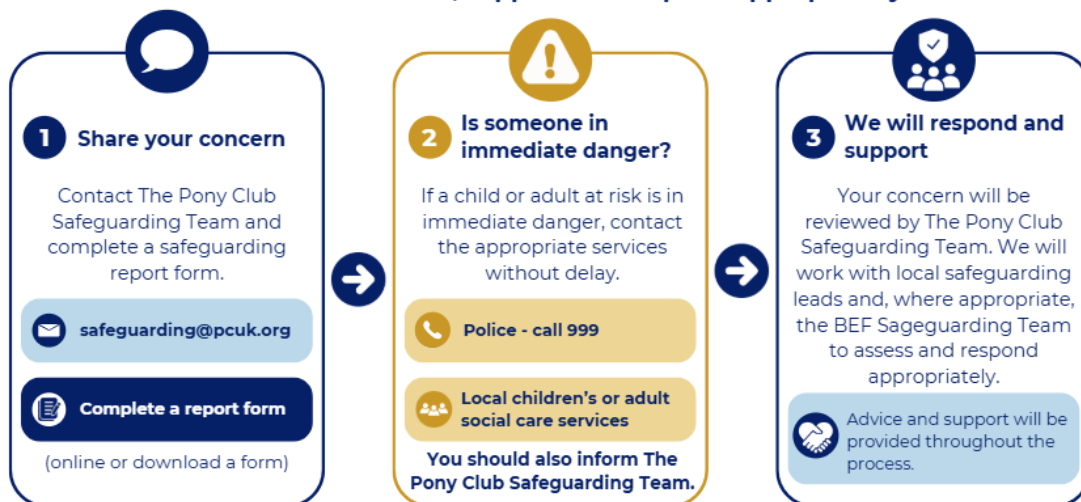 1 Share your concern
Contact The Pony Club
Safeguarding Team and
complete a safeguarding
report form.
safeguarding@pcuk.org
Complete a report form
(online or download a form)
2 Is someone in
immediate danger?
If a child or adult at risk is in
immediate danger, contact
the appropriate services
without delay.
Police - call 999
Local children's or adult
social care services
You should also inform The
Pony Club Safeguarding Team.
3 We will respond and
support
Your concern will be
reviewed by The Pony Club
Safeguarding Team. We will
work with local safeguarding
leads and, where appropriate,
the BEF Sageguarding Team
to assess and respond
appropriately.
Advice and support will be
provided throughout the
process.